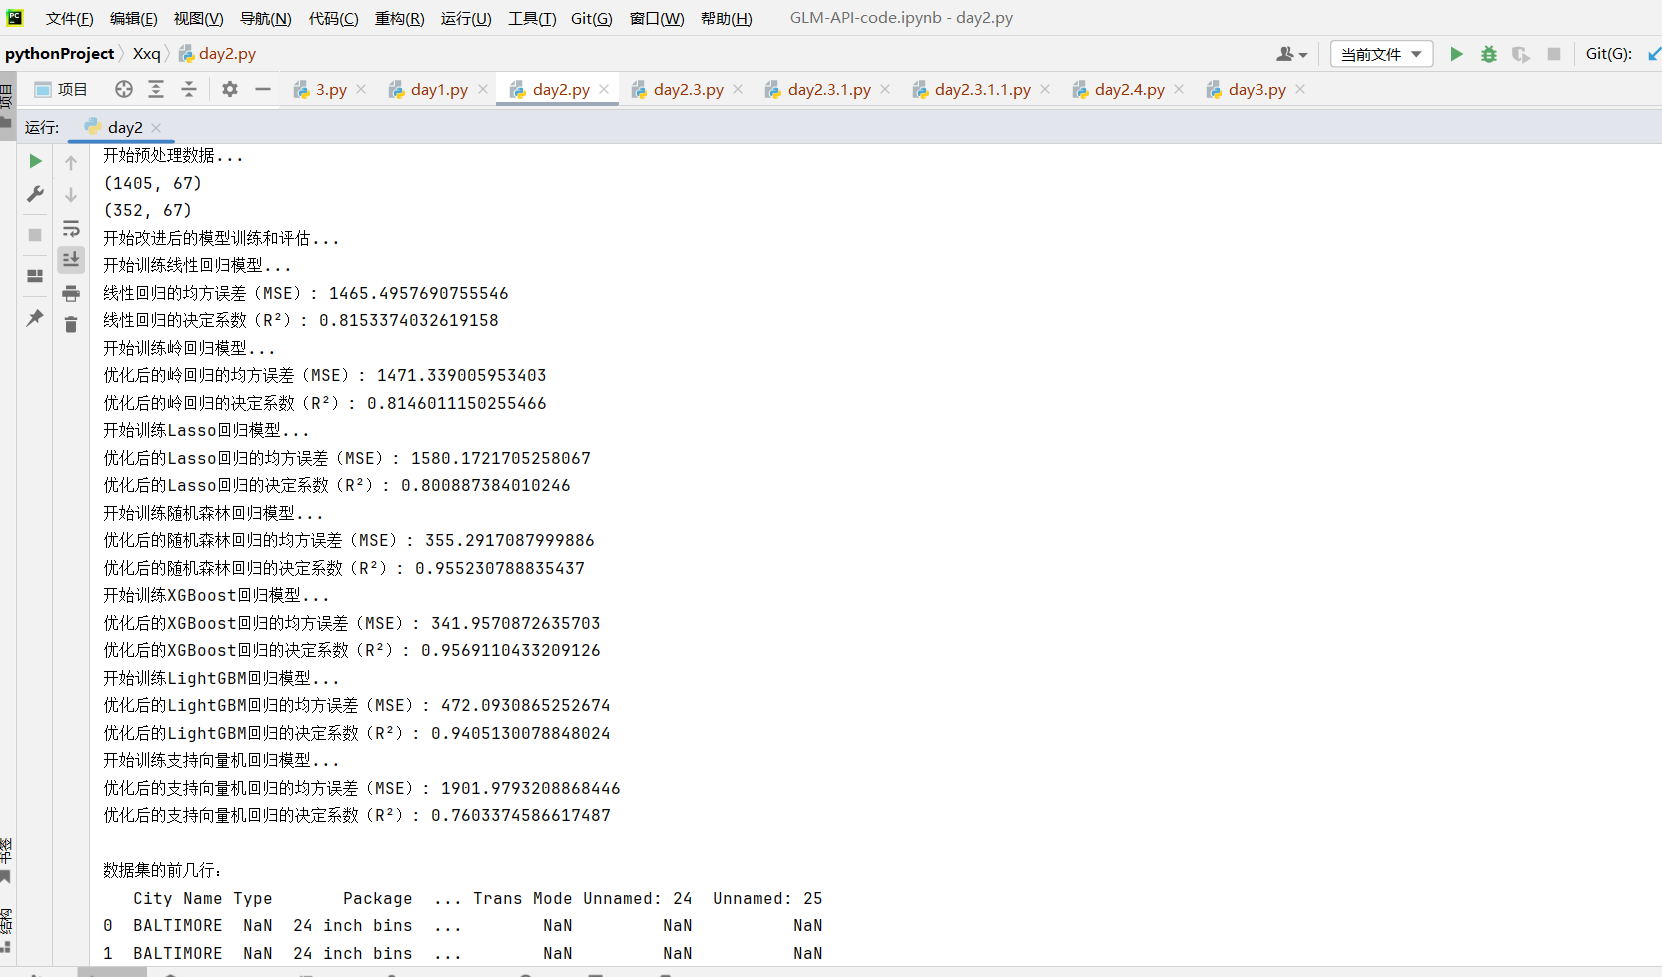 文件(F) 编辑(E) 视图(V) 导航(N) 代码(C) 重构(R) 运行(U) 工具(T) Git(G) 窗口(W) 帮助(H) GLM-API-code.ipynb - day2.py
pythonProject Xxq day2.py 当前文件 Git(G):
项目 项目 3.py day1.py day2.py day2.3.py day2.3.1.py day2.3.1.1.py day2.4.py day3.py
运行: day2
开始预处理数据...
(1405, 67)
(352, 67)
开始改进后的模型训练和评估...
开始训练线性回归模型...
线性回归的均方误差（MSE）: 1465.4957690755546
线性回归的决定系数（R²）: 0.8153374032619158
开始训练岭回归模型...
优化后的岭回归的均方误差（MSE）: 1471.339005953403
优化后的岭回归的决定系数（R²）: 0.8146011150255466
开始训练Lasso回归模型...
优化后的Lasso回归的均方误差（MSE）: 1580.1721705258067
优化后的Lasso回归的决定系数（R²）: 0.800887384010246
开始训练随机森林回归模型...
优化后的随机森林回归的均方误差（MSE）: 355.2917087999886
优化后的随机森林回归的决定系数（R²）: 0.955230788835437
开始训练XGBoost回归模型...
优化后的XGBoost回归的均方误差（MSE）: 341.9570872635703
优化后的XGBoost回归的决定系数（R²）: 0.9569110433209126
开始训练LightGBM回归模型...
优化后的LightGBM回归的均方误差（MSE）: 472.0930865252674
优化后的LightGBM回归的决定系数（R²）: 0.9405130078848024
开始训练支持向量机回归模型...
优化后的支持向量机回归的均方误差（MSE）: 1901.9793208868446
优化后的支持向量机回归的决定系数（R²）: 0.7603374586617487
书签
数据集的前几行:
City Name Type Package ... Trans Mode Unnamed: 24 Unnamed: 25
结构
0 BALTIMORE NaN 24 inch bins ... NaN NaN NaN
1 BALTIMORE NaN 24 inch bins ... NaN NaN NaN